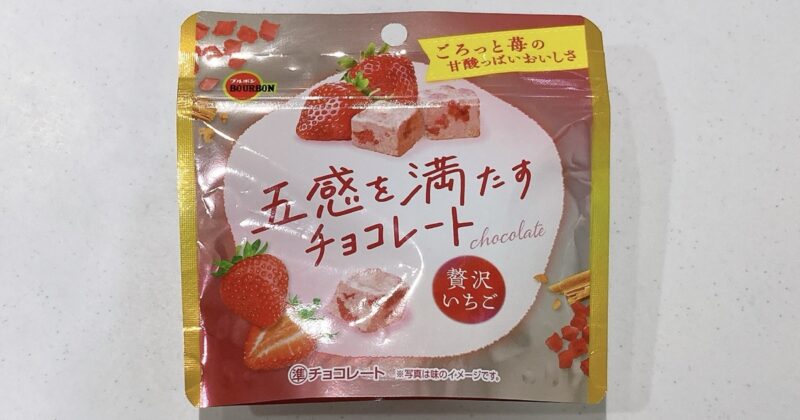 ごろっと苺の
甘酸っぱいおいしさ
ブルボン
BOURBON
五感を満たす
チョコレート
chocolate
贅沢
いちご
準チョコレート ※写真は味のイメージです。